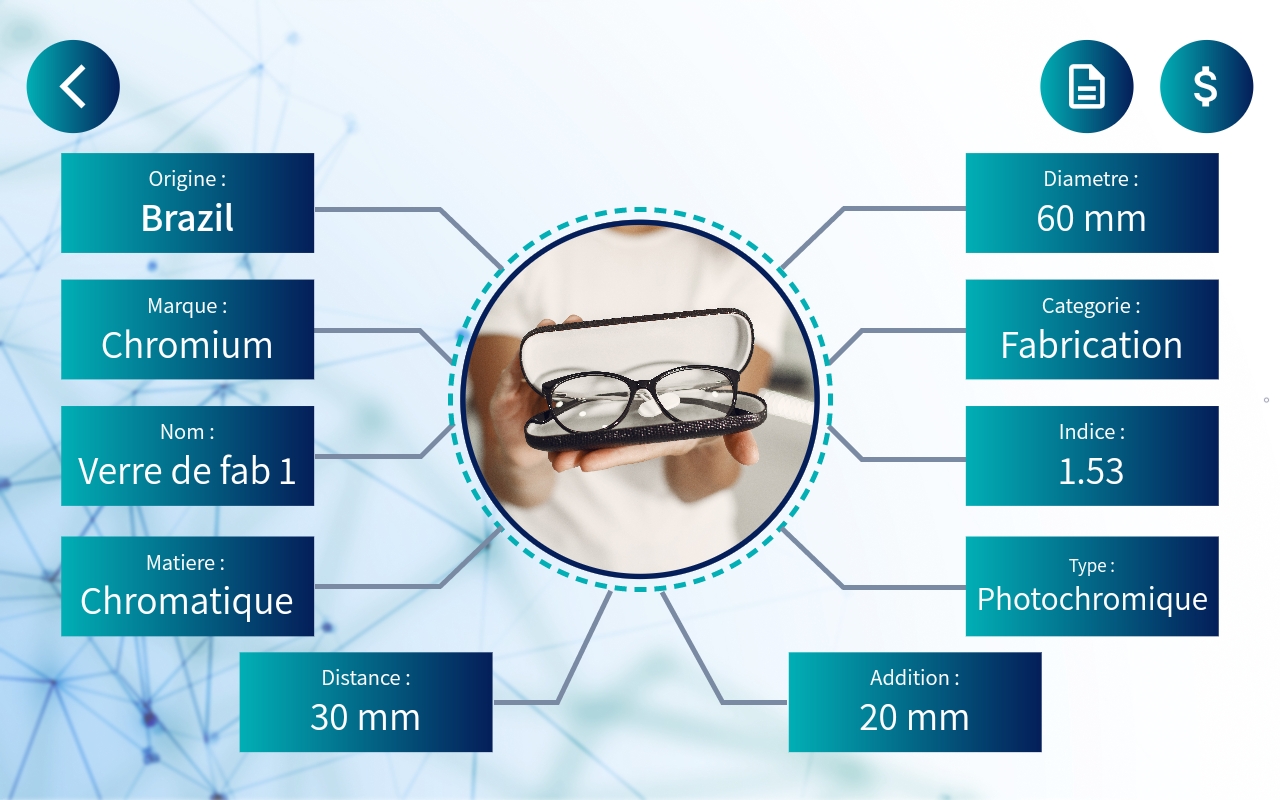 $
Origine :
Brazil
Diametre :
60 mm
Marque :
Chromium
Categorie :
Fabrication
Nom :
Verre de fab 1
Indice :
1.53
Matiere :
Chromatique
Type :
Photochromique
Distance :
30 mm
Addition :
20 mm